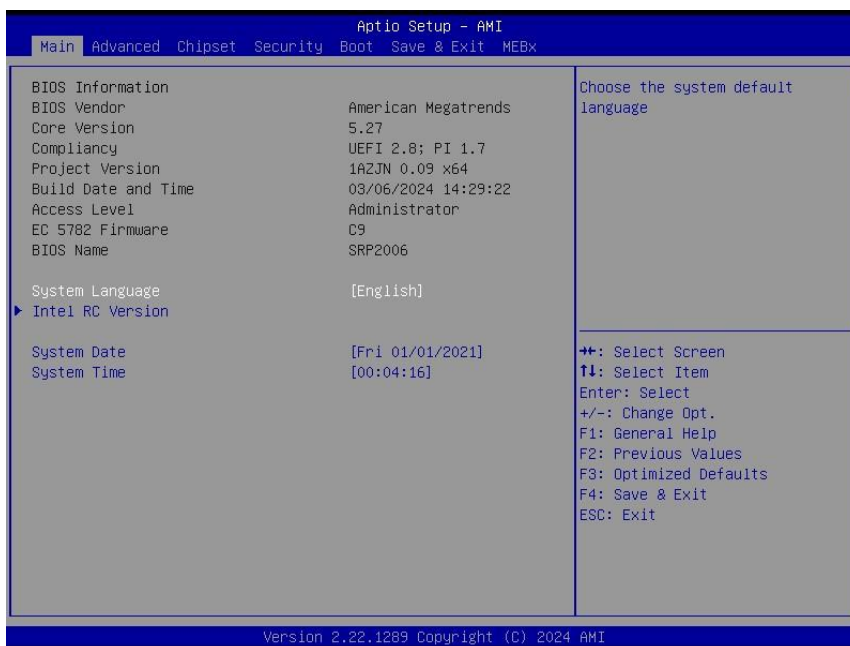 Aptio Setup – AMI
Main Advanced Chipset Security Boot Save & Exit MEBx
BIOS Information
BIOS Vendor American Megatrends
Core Version 5.27
Compliancy UEFI 2.8; PI 1.7
Project Version 1AZJN 0.09 x64
Build Date and Time 03/06/2024 14:29:22
Access Level Administrator
EC 5782 Firmware C9
BIOS Name SRP2006
System Language [English]
Intel RC Version
System Date [Fri 01/01/2021]
System Time [00:04:16]
Choose the system default
language
→←: Select Screen
↑↓: Select Item
Enter: Select
+/-: Change Opt.
F1: General Help
F2: Previous Values
F3: Optimized Defaults
F4: Save & Exit
ESC: Exit
Version 2.22.1289 Copyright (C) 2024 AMI